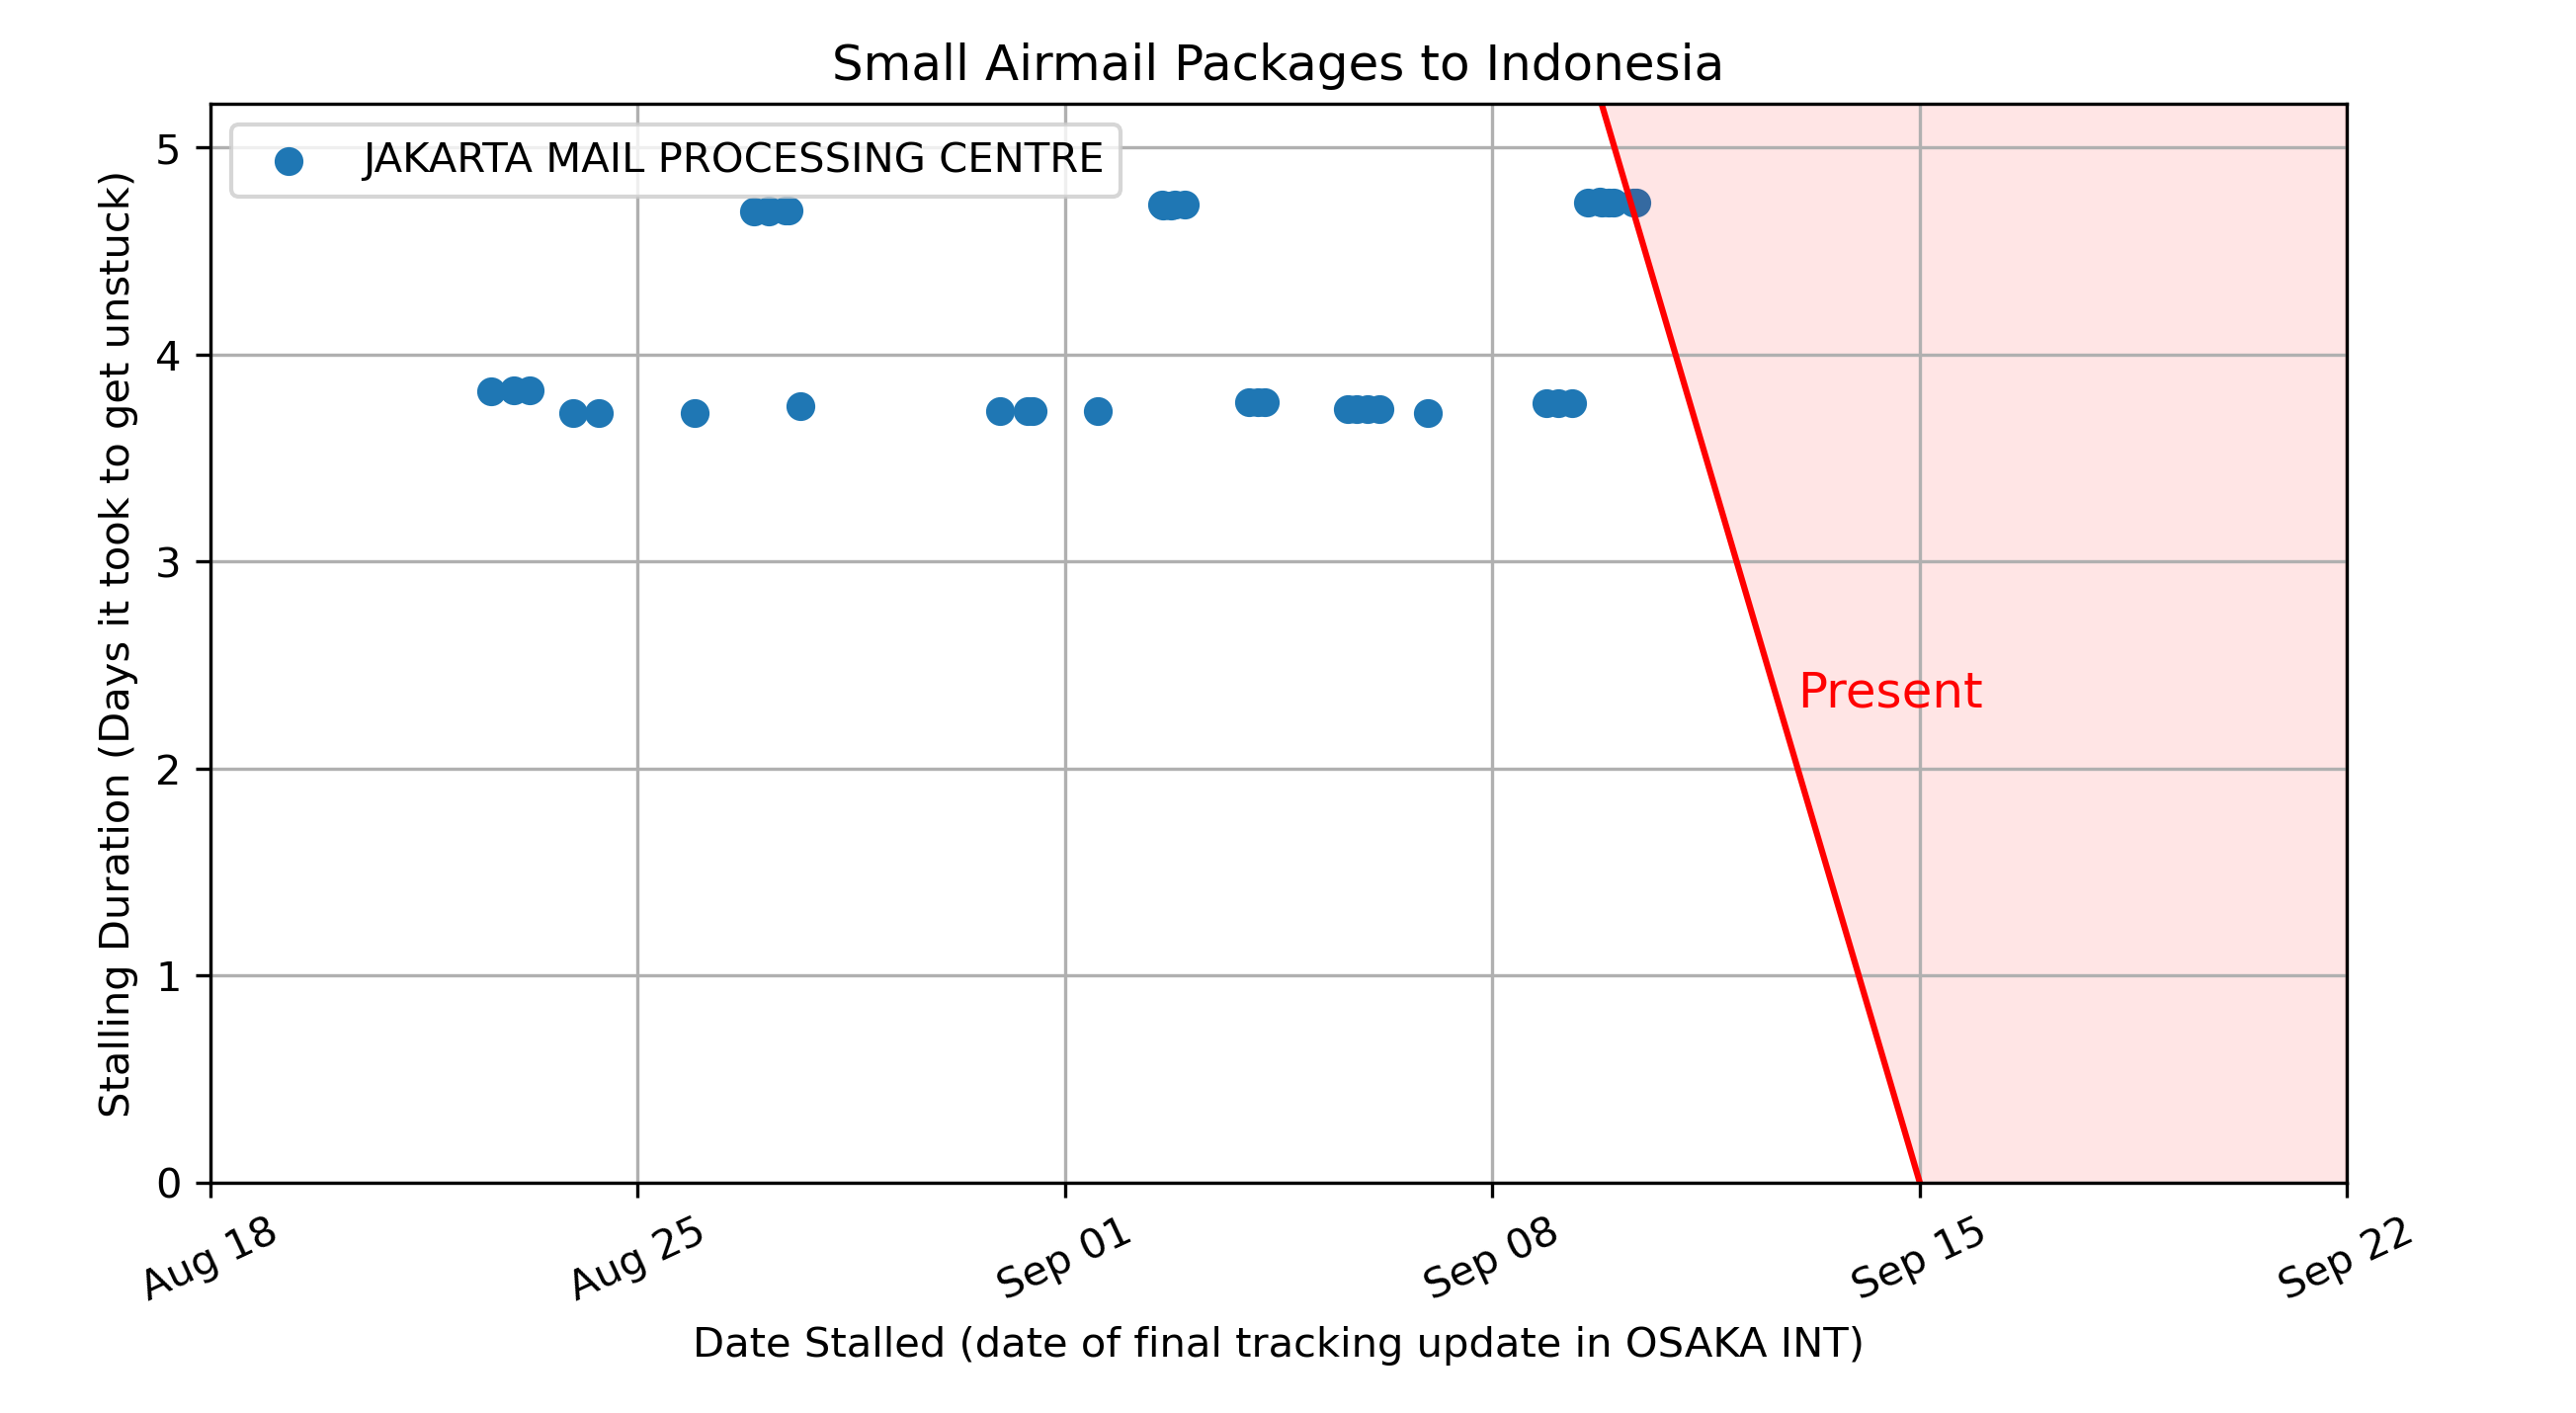 Small Airmail Packages to Indonesia
JAKARTA MAIL PROCESSING CENTRE
Stalling Duration (Days it took to get unstuck)
5
4
3
2
1
0
Present
Aug 18
Aug 25
Sep 01
Sep 08
Sep 15
Sep 22
Date Stalled (date of final tracking update in OSAKA INT)